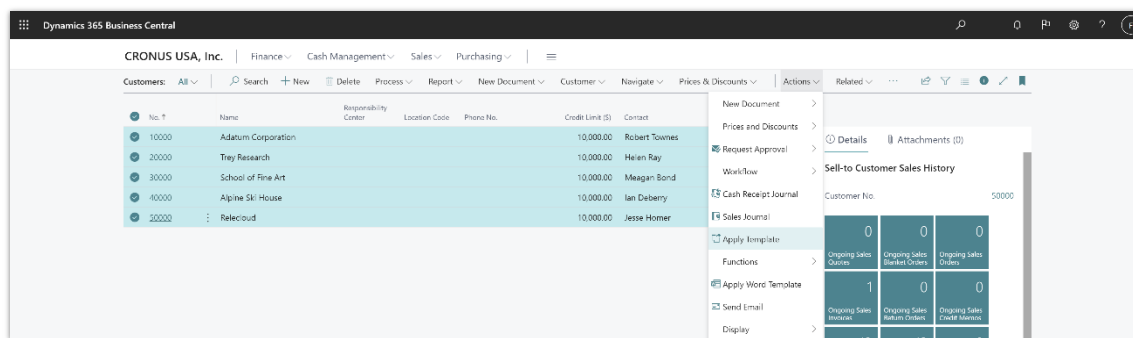 Dynamics 365 Business Central
CRONUS USA, Inc. Finance Cash Management Sales Purchasing
Customers: All Search New Delete Process Report New Document Customer Navigate Prices & Discounts Actions Related
No. ↑ Name Responsibility Center Location Code Phone No. Credit Limit ($) Contact
10000 Adatum Corporation 10,000.00 Robert Townes
20000 Trey Research 10,000.00 Helen Ray
30000 School of Fine Art 10,000.00 Meagan Bond
40000 Alpine Ski House 10,000.00 Ian Deberry
50000 Relecloud 10,000.00 Jesse Homer
New Document
Prices and Discounts
Request Approval
Workflow
Cash Receipt Journal
Sales Journal
Apply Template
Functions
Apply Word Template
Send Email
Display
Details Attachments (0)
Sell-to Customer Sales History
Customer No. 50000
0 0 0
Ongoing Sales Quotes
Ongoing Sales Blanket Orders
Ongoing Sales Orders
1 0 0
Ongoing Sales Invoices
Ongoing Sales Return Orders
Ongoing Sales Credit Memos